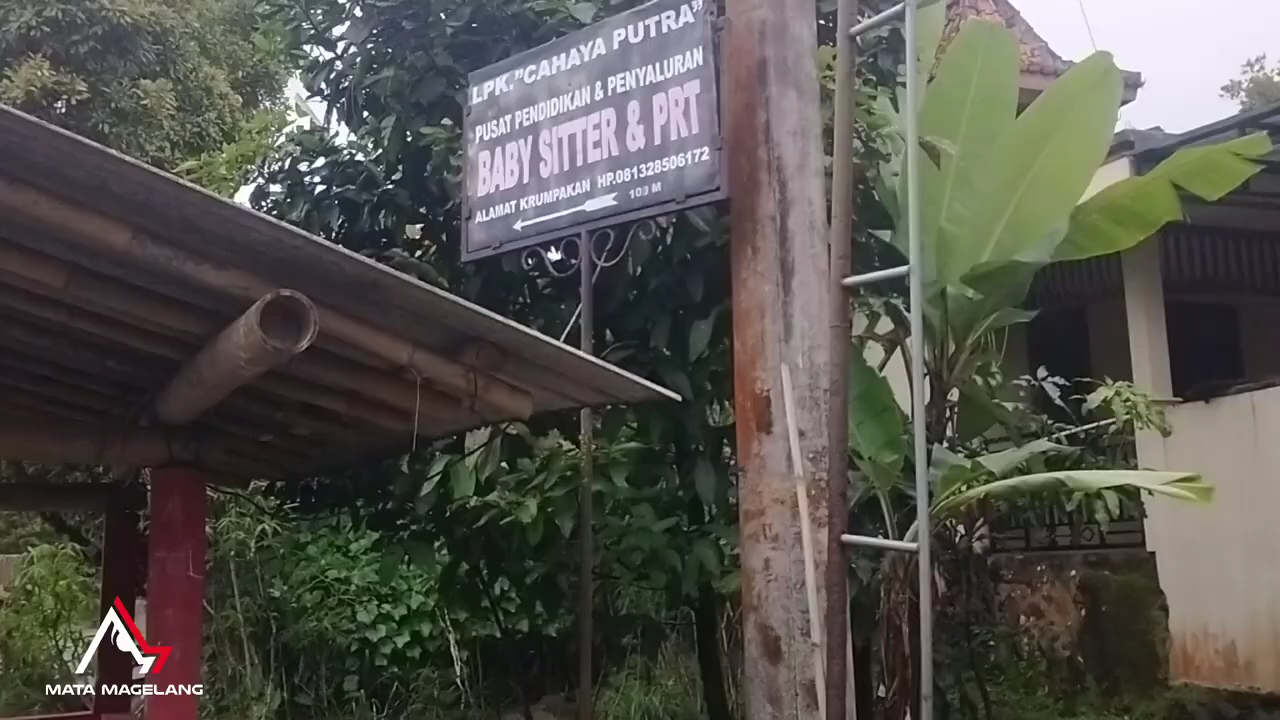 LPK."CAHAYA PUTRA"
PUSAT PENDIDIKAN & PENYALURAN
BABY SITTER & PRT
ALAMAT KRUMPAKAN HP.081328506172
100 M
MATA MAGELANG